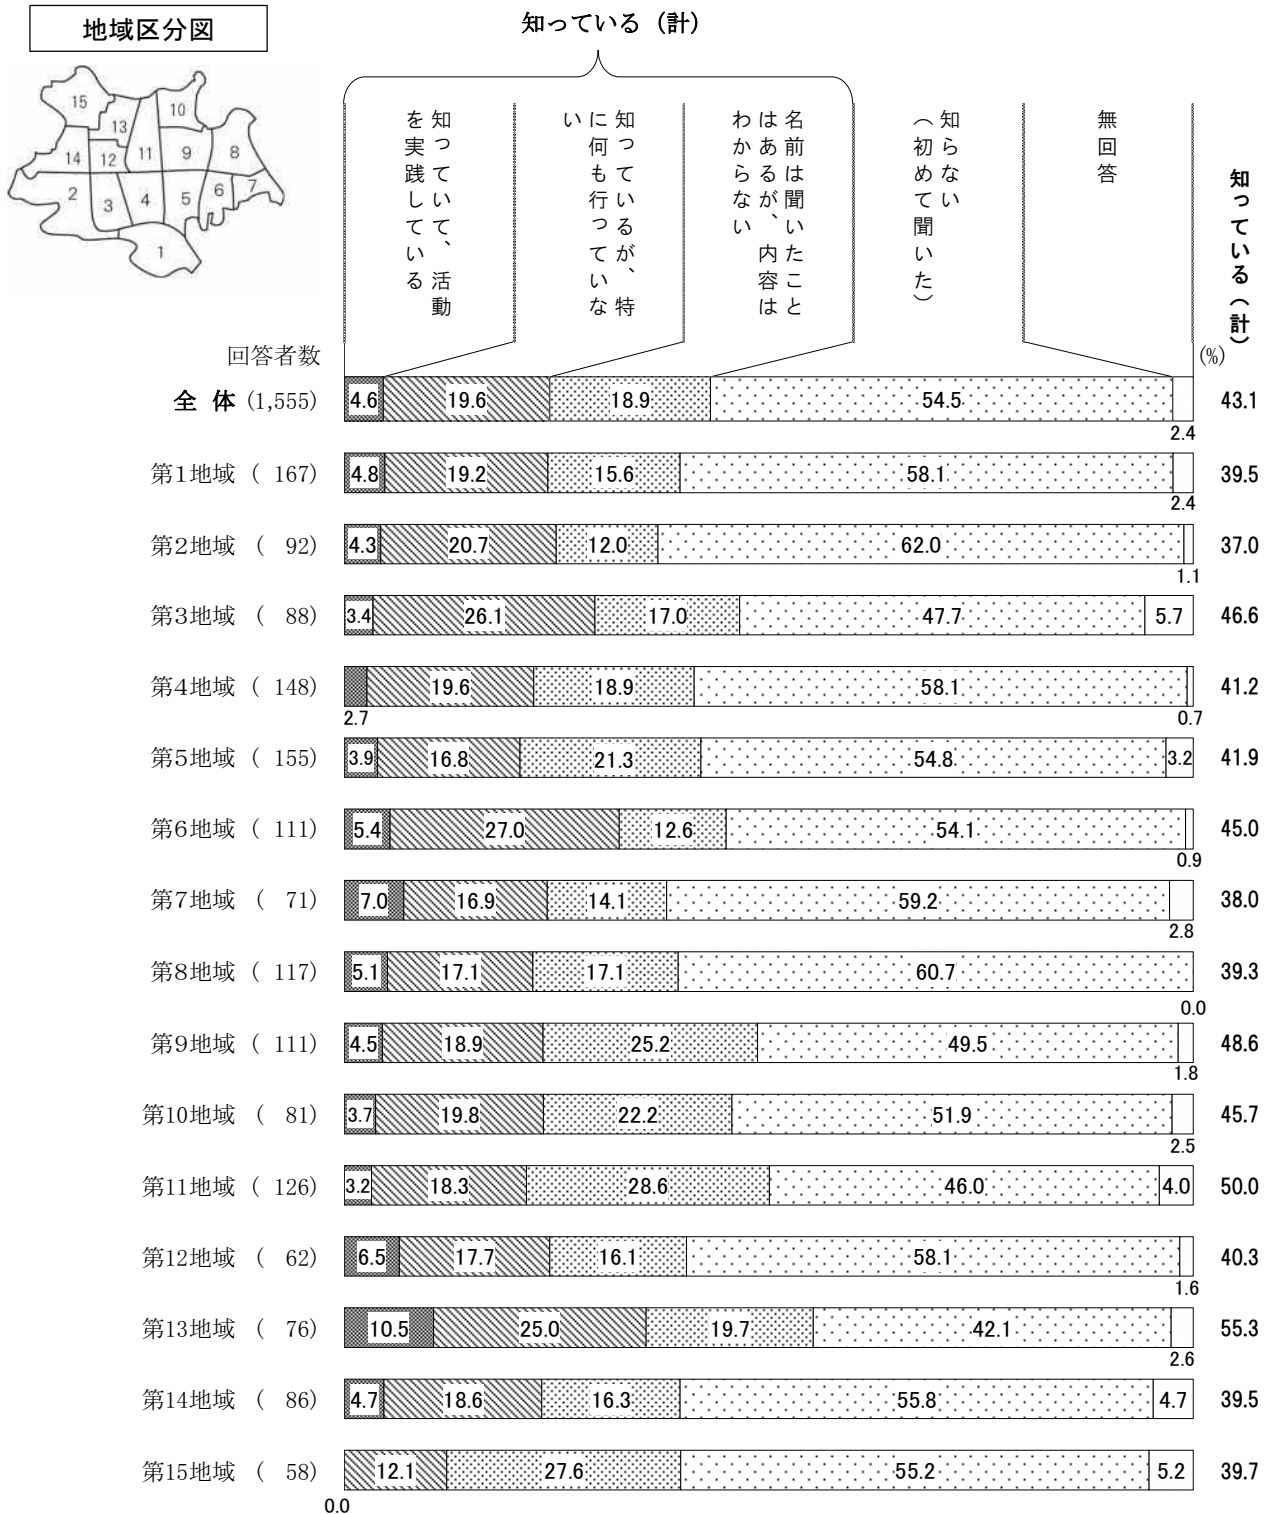 地域区分図
15
10
13
14
12
11
9
8
2
3
4
5
6
7
1
知っている（計）
知っていて、活動
を実践している
知っているが、特
に何も行っていな
い
名前は聞いたこと
はあるが、内容は
わからない
知らない
（初めて聞いた）
無回答
知っている（計）
回答者数
(%)
全 体 (1,555) 4.6 19.6 18.9 54.5 2.4 43.1
第1地域 ( 167) 4.8 19.2 15.6 58.1 2.4 39.5
第2地域 ( 92) 4.3 20.7 12.0 62.0 1.1 37.0
第3地域 ( 88) 3.4 26.1 17.0 47.7 5.7 46.6
第4地域 ( 148) 2.7 19.6 18.9 58.1 0.7 41.2
第5地域 ( 155) 3.9 16.8 21.3 54.8 3.2 41.9
第6地域 ( 111) 5.4 27.0 12.6 54.1 0.9 45.0
第7地域 ( 71) 7.0 16.9 14.1 59.2 2.8 38.0
第8地域 ( 117) 5.1 17.1 17.1 60.7 0.0 39.3
第9地域 ( 111) 4.5 18.9 25.2 49.5 1.8 48.6
第10地域 ( 81) 3.7 19.8 22.2 51.9 2.5 45.7
第11地域 ( 126) 3.2 18.3 28.6 46.0 4.0 50.0
第12地域 ( 62) 6.5 17.7 16.1 58.1 1.6 40.3
第13地域 ( 76) 10.5 25.0 19.7 42.1 2.6 55.3
第14地域 ( 86) 4.7 18.6 16.3 55.8 4.7 39.5
第15地域 ( 58) 0.0 12.1 27.6 55.2 5.2 39.7